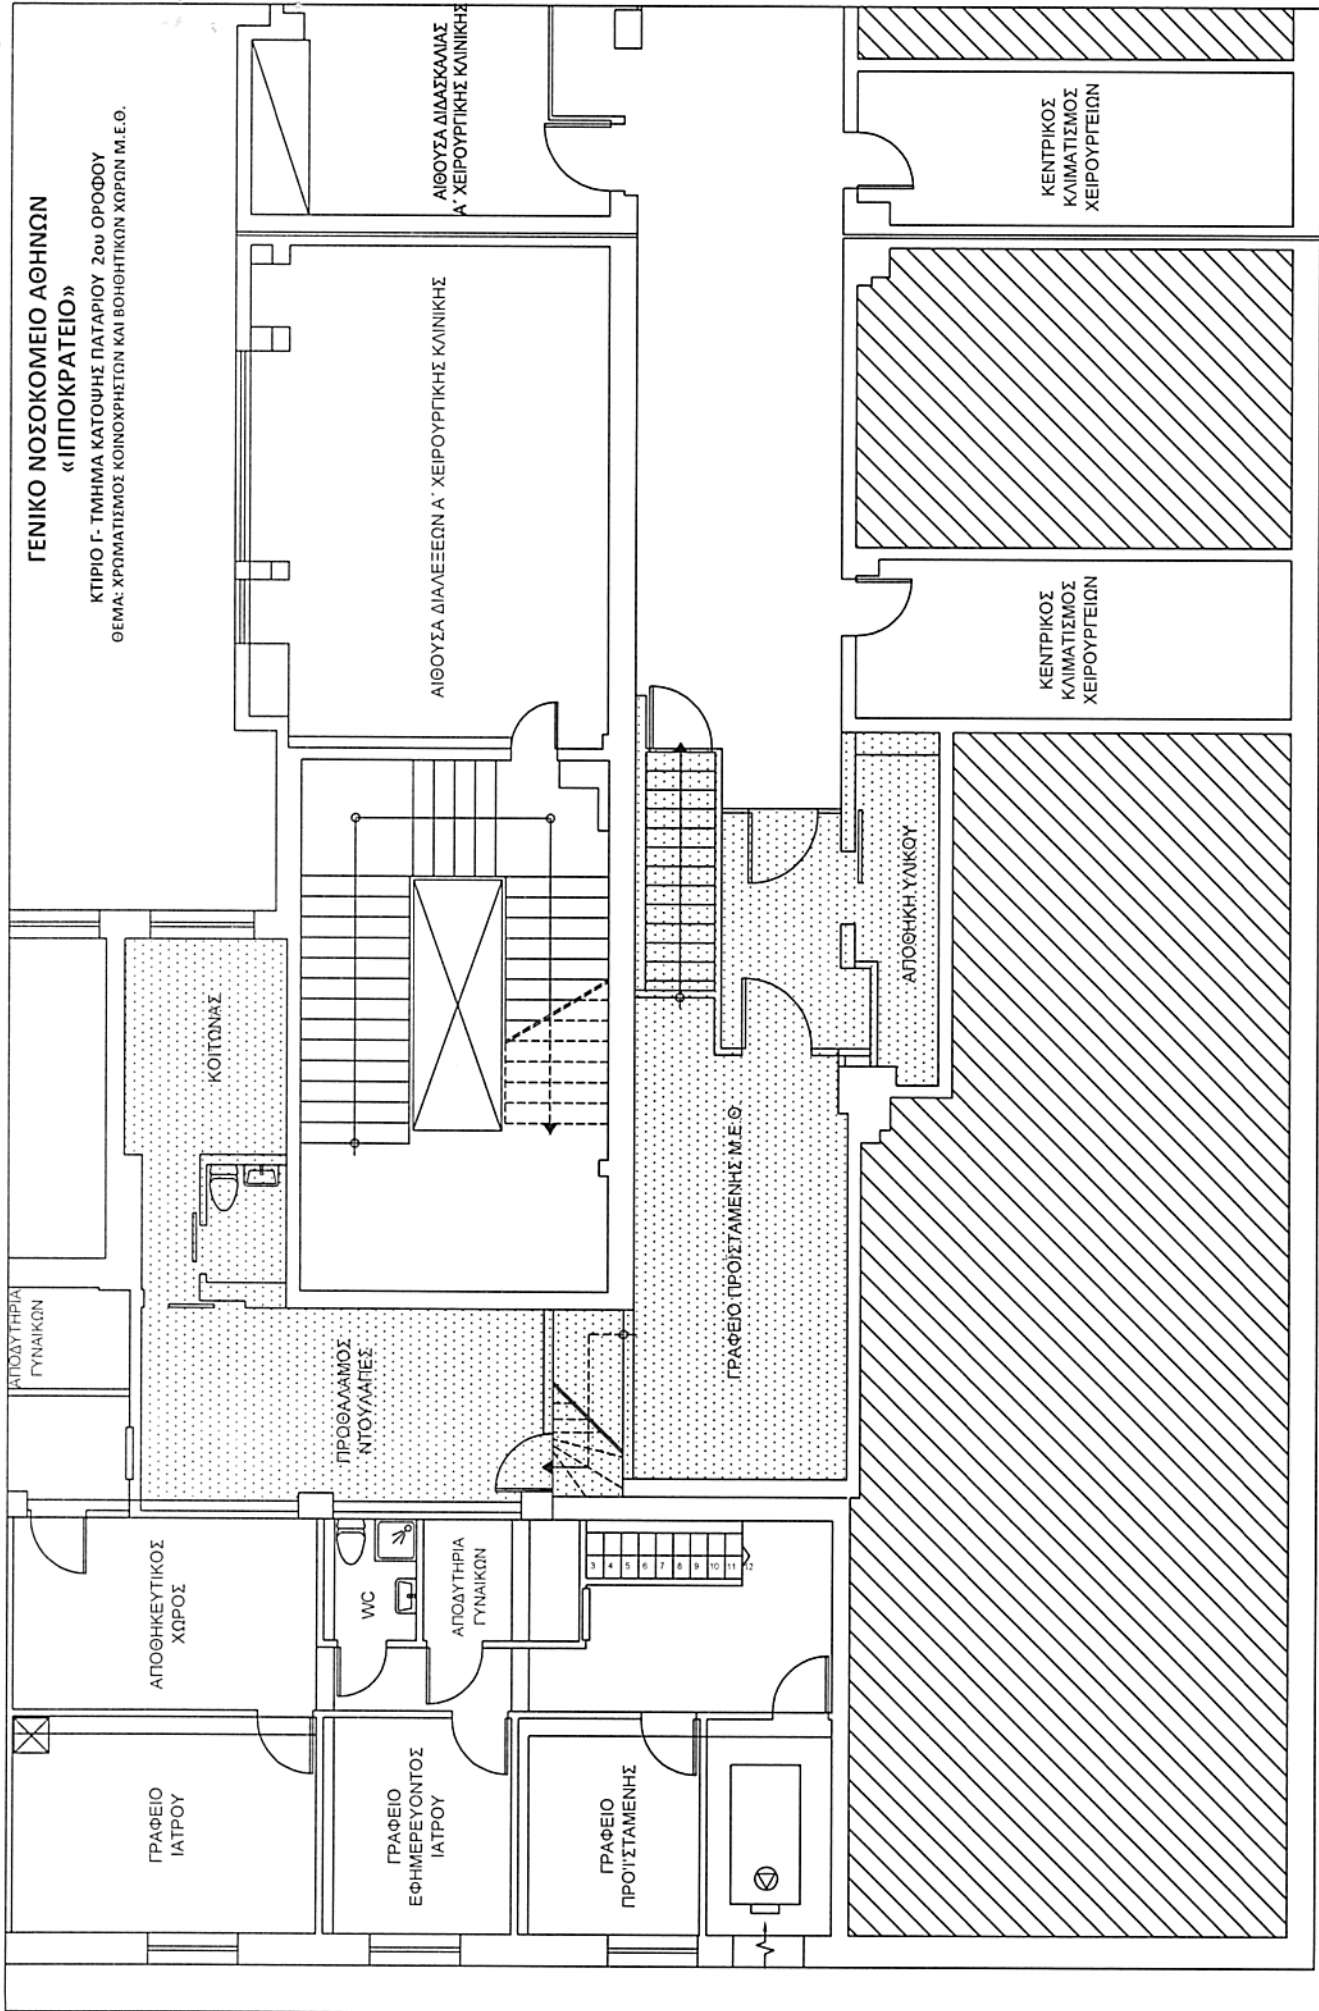 ΓΕΝΙΚΟ ΝΟΣΟΚΟΜΕΙΟ ΑΘΗΝΩΝ
«ΙΠΠΟΚΡΑΤΕΙΟ»
ΚΤΙΡΙΟ Γ- ΤΜΗΜΑ ΚΑΤΟΨΗΣ ΠΑΤΑΡΙΟΥ 2ου ΟΡΟΦΟΥ
ΘΕΜΑ: ΧΡΩΜΑΤΙΣΜΟΣ ΚΟΙΝΟΧΡΗΣΤΩΝ ΚΑΙ ΒΟΗΘΗΤΙΚΩΝ ΧΩΡΩΝ Μ.Ε.Θ.
ΑΙΘΟΥΣΑ ΔΙΔΑΣΚΑΛΙΑΣ
Α΄ ΧΕΙΡΟΥΡΓΙΚΗΣ ΚΛΙΝΙΚΗΣ
ΑΙΘΟΥΣΑ ΔΙΑΛΕΞΕΩΝ Α΄ ΧΕΙΡΟΥΡΓΙΚΗΣ ΚΛΙΝΙΚΗΣ
ΚΕΝΤΡΙΚΟΣ
ΚΛΙΜΑΤΙΣΜΟΣ
ΧΕΙΡΟΥΡΓΕΙΩΝ
ΚΕΝΤΡΙΚΟΣ
ΚΛΙΜΑΤΙΣΜΟΣ
ΧΕΙΡΟΥΡΓΕΙΩΝ
ΚΟΙΤΩΝΑΣ
ΑΠΟΘΗΚΗ ΥΛΙΚΟΥ
ΓΡΑΦΕΙΟ ΠΡΟΪΣΤΑΜΕΝΗΣ Μ.Ε.Θ
ΑΠΟΔΥΤΗΡΙΑ
ΓΥΝΑΙΚΩΝ
ΠΡΟΘΑΛΑΜΟΣ
ΝΤΟΥΛΑΠΕΣ
ΑΠΟΘΗΚΕΥΤΙΚΟΣ
ΧΩΡΟΣ
WC
ΑΠΟΔΥΤΗΡΙΑ
ΓΥΝΑΙΚΩΝ
3 4 5 6 7 8 9 10 11 12
ΓΡΑΦΕΙΟ
ΙΑΤΡΟΥ
ΓΡΑΦΕΙΟ
ΕΦΗΜΕΡΕΥΟΝΤΟΣ
ΙΑΤΡΟΥ
ΓΡΑΦΕΙΟ
ΠΡΟΪΣΤΑΜΕΝΗΣ